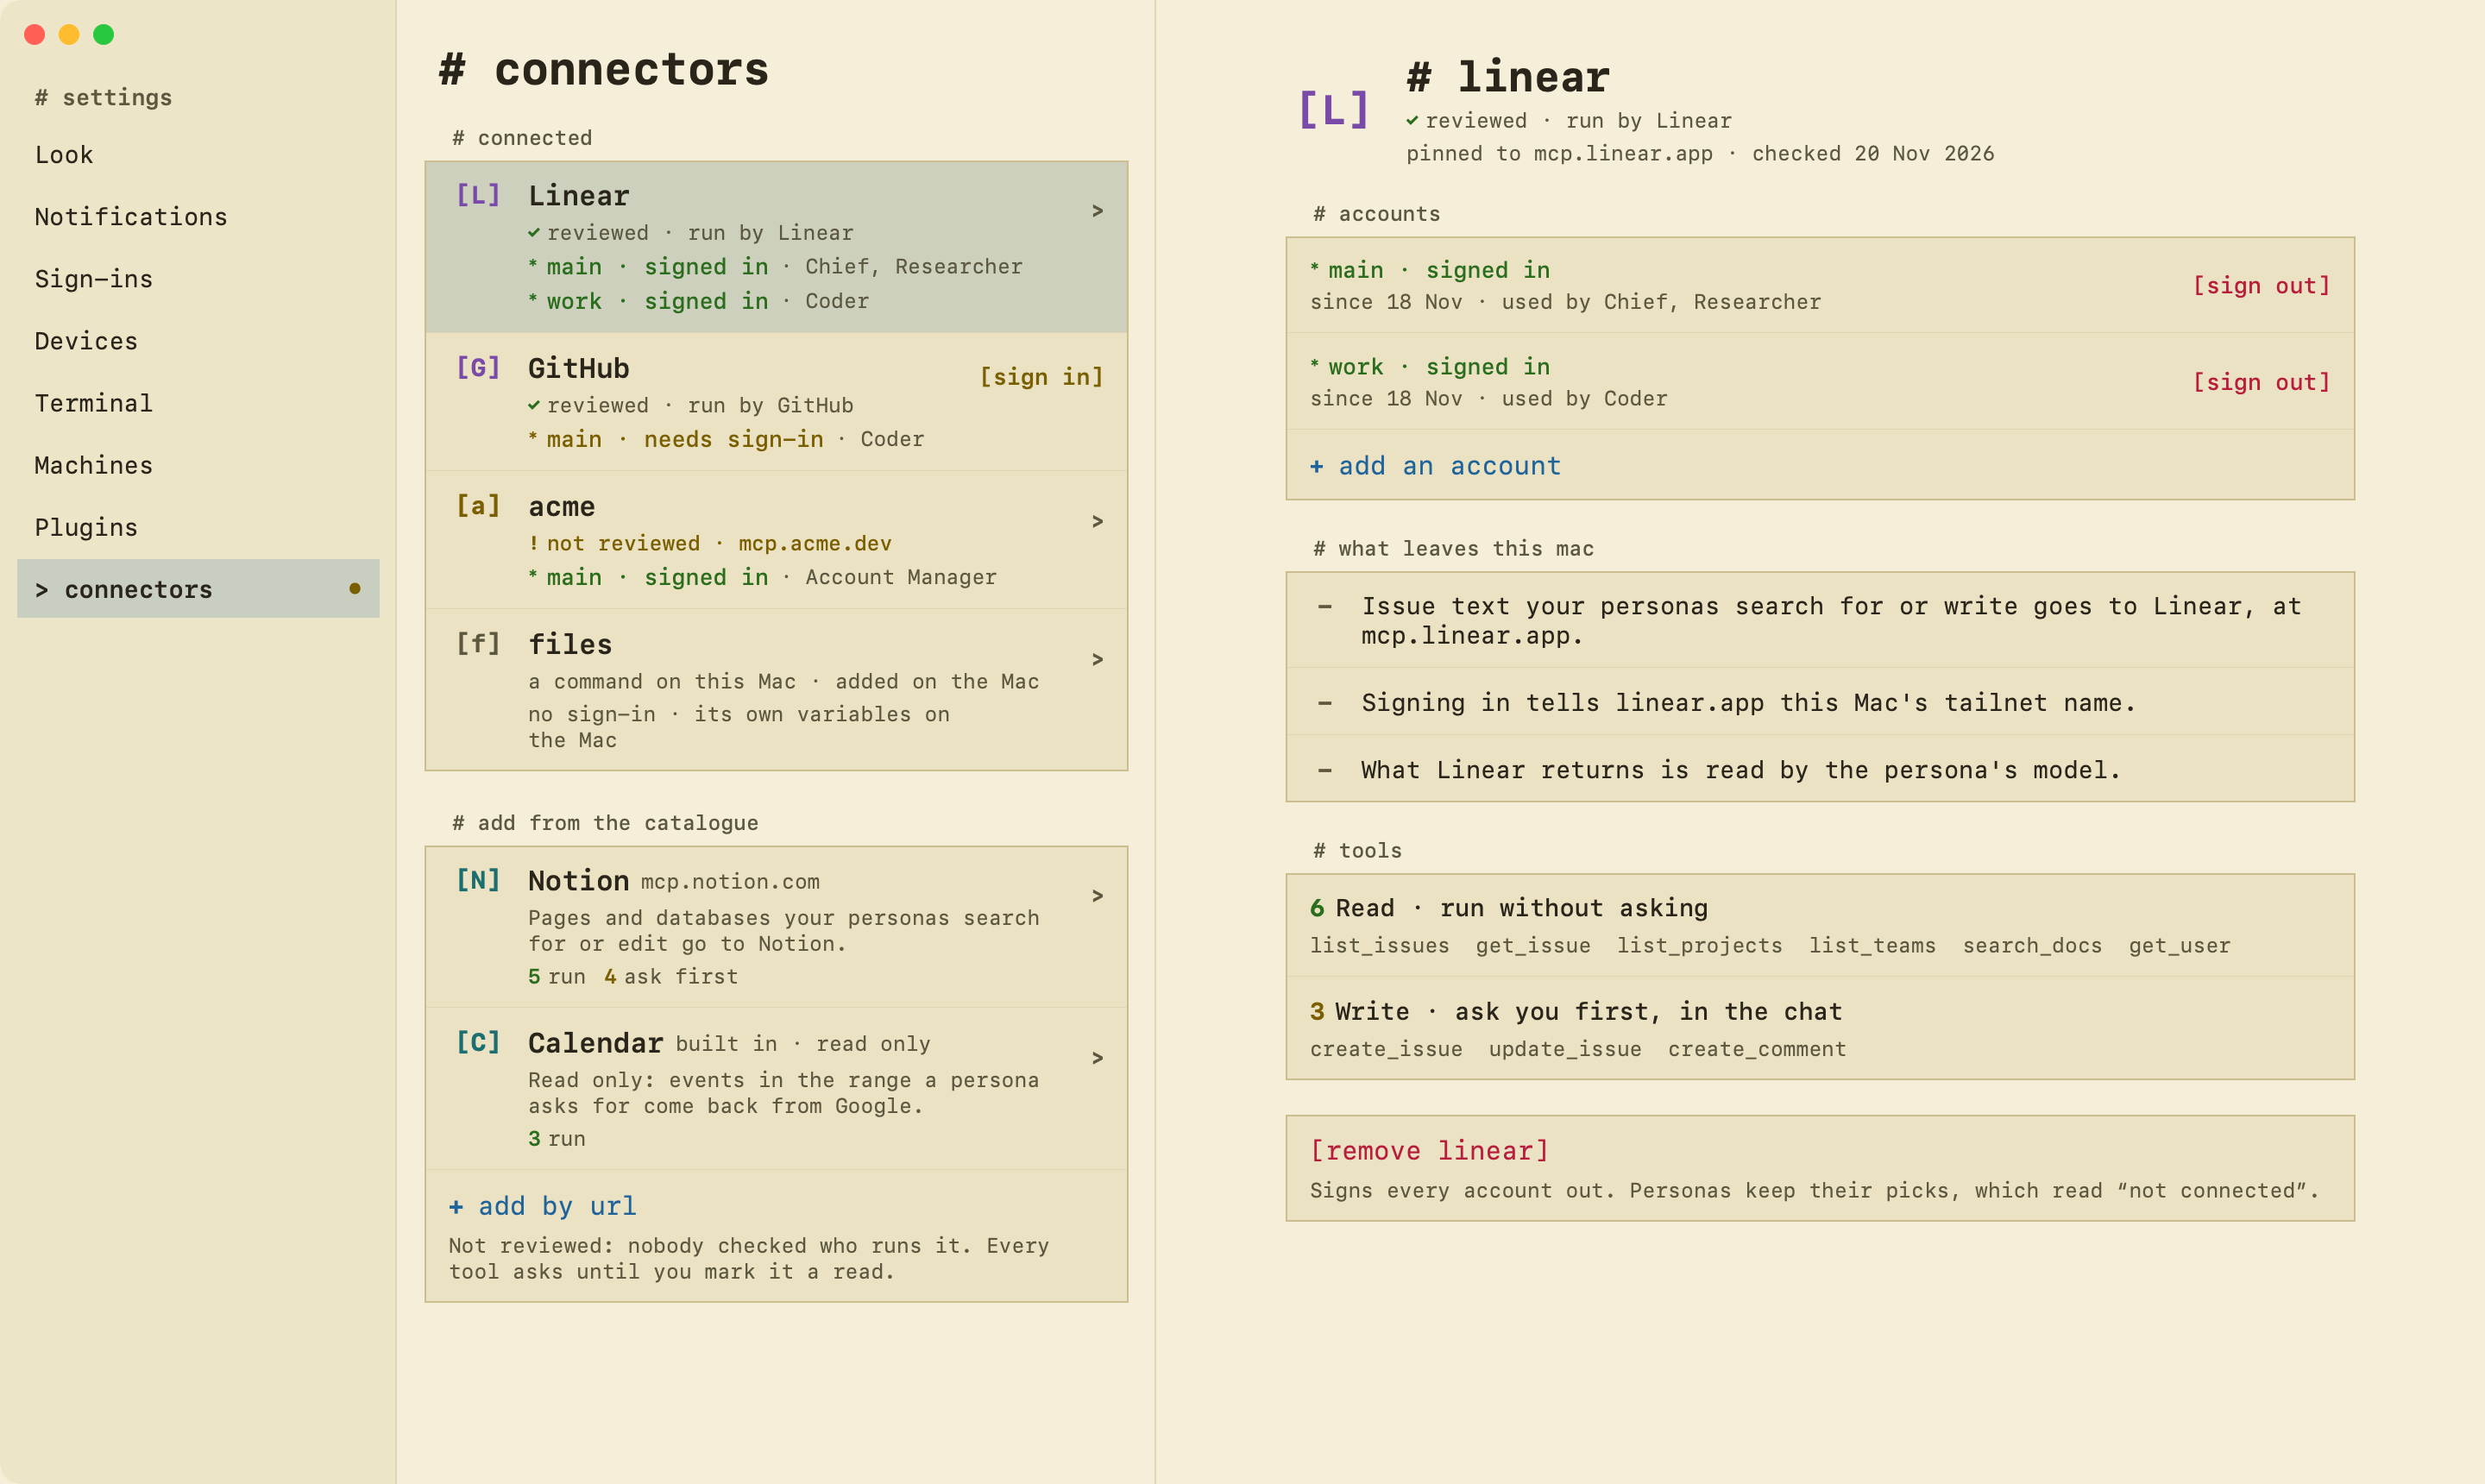 # settings
Look
Notifications
Sign-ins
Devices
Terminal
Machines
Plugins
> connectors
# connectors
# connected
[L] Linear >
✓ reviewed · run by Linear
* main · signed in · Chief, Researcher
* work · signed in · Coder
[G] GitHub [sign in]
✓ reviewed · run by GitHub
* main · needs sign-in · Coder
[a] acme >
! not reviewed · mcp.acme.dev
* main · signed in · Account Manager
[f] files >
a command on this Mac · added on the Mac
no sign-in · its own variables on
the Mac
# add from the catalogue
[N] Notion mcp.notion.com >
Pages and databases your personas search
for or edit go to Notion.
5 run 4 ask first
[C] Calendar built in · read only >
Read only: events in the range a persona
asks for come back from Google.
3 run
+ add by url
Not reviewed: nobody checked who runs it. Every
tool asks until you mark it a read.
[L] # linear
✓ reviewed · run by Linear
pinned to mcp.linear.app · checked 20 Nov 2026
# accounts
* main · signed in [sign out]
since 18 Nov · used by Chief, Researcher
* work · signed in [sign out]
since 18 Nov · used by Coder
+ add an account
# what leaves this mac
– Issue text your personas search for or write goes to Linear, at
mcp.linear.app.
– Signing in tells linear.app this Mac's tailnet name.
– What Linear returns is read by the persona's model.
# tools
6 Read · run without asking
list_issues get_issue list_projects list_teams search_docs get_user
3 Write · ask you first, in the chat
create_issue update_issue create_comment
[remove linear]
Signs every account out. Personas keep their picks, which read “not connected”.